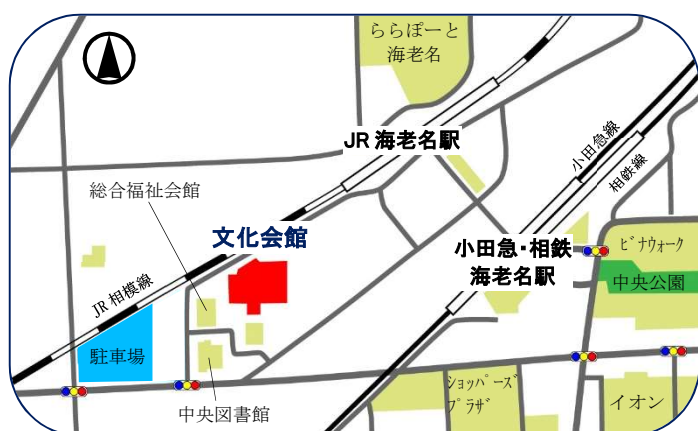 ららぽーと
海老名
JR 海老名駅
小田急線
相鉄線
総合福祉会館
文化会館
小田急・相鉄
海老名駅
ビナウォーク
中央公園
JR 相模線
駐車場
中央図書館
ショッパーズ
プラザ
イオン